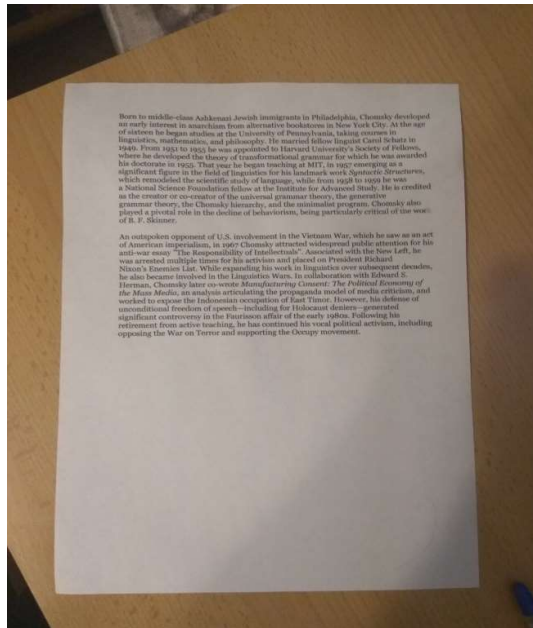 Born to middle-class Ashkenazi Jewish immigrants in Philadelphia, Chomsky developed
an early interest in anarchism from alternative bookstores in New York City. At the age
of sixteen he began studies at the University of Pennsylvania, taking courses in
linguistics, mathematics, and philosophy. He married fellow linguist Carol Schatz in
1949. From 1951 to 1955 he was appointed to Harvard University's Society of Fellows,
where he developed the theory of transformational grammar for which he was awarded
his doctorate in 1955. That year he began teaching at MIT, in 1957 emerging as a
significant figure in the field of linguistics for his landmark work Syntactic Structures,
which remodeled the scientific study of language, while from 1958 to 1959 he was
a National Science Foundation fellow at the Institute for Advanced Study. He is credited
as the creator or co-creator of the universal grammar theory, the generative
grammar theory, the Chomsky hierarchy, and the minimalist program. Chomsky also
played a pivotal role in the decline of behaviorism, being particularly critical of the work
of B. F. Skinner.
An outspoken opponent of U.S. involvement in the Vietnam War, which he saw as an act
of American imperialism, in 1967 Chomsky attracted widespread public attention for his
anti-war essay "The Responsibility of Intellectuals". Associated with the New Left, he
was arrested multiple times for his activism and placed on President Richard
Nixon's Enemies List. While expanding his work in linguistics over subsequent decades,
he also became involved in the Linguistics Wars. In collaboration with Edward S.
Herman, Chomsky later co-wrote Manufacturing Consent: The Political Economy of
the Mass Media, an analysis articulating the propaganda model of media criticism, and
worked to expose the Indonesian occupation of East Timor. However, his defense of
unconditional freedom of speech—including for Holocaust deniers—generated
significant controversy in the Faurisson affair of the early 1980s. Following his
retirement from active teaching, he has continued his vocal political activism, including
opposing the War on Terror and supporting the Occupy movement.